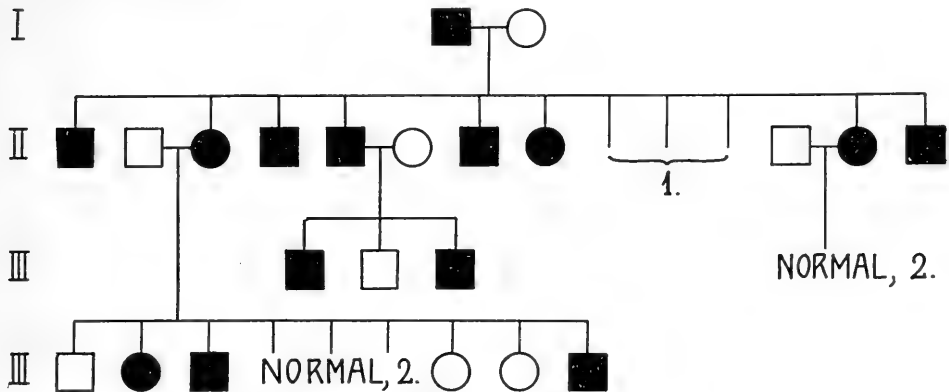 I
II
1.
III
NORMAL, 2.
III
NORMAL, 2.